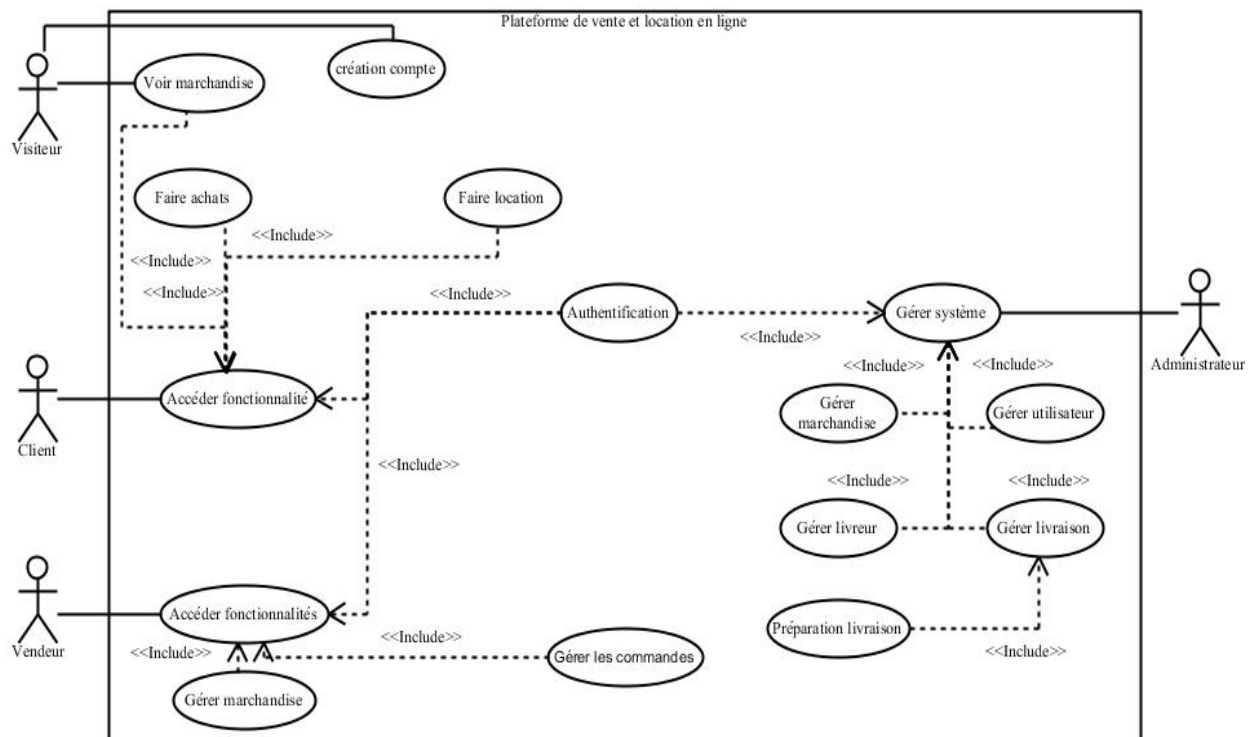 Plateforme de vente et location en ligne
création compte
Voir marchandise
Visiteur
Faire achats
Faire location
<<Include>>
<<Include>>
<<Include>>
<<Include>>
Authentification
<<Include>>
Gérer système
Administrateur
<<Include>>
<<Include>>
Accéder fonctionnalité
Client
Gérer
marchandise
Gérer utilisateur
<<Include>>
<<Include>>
<<Include>>
Gérer livreur
Gérer livraison
Accéder fonctionnalités
Vendeur
<<Include>>
<<Include>>
Préparation livraison
<<Include>>
Gérer les commandes
Gérer marchandise